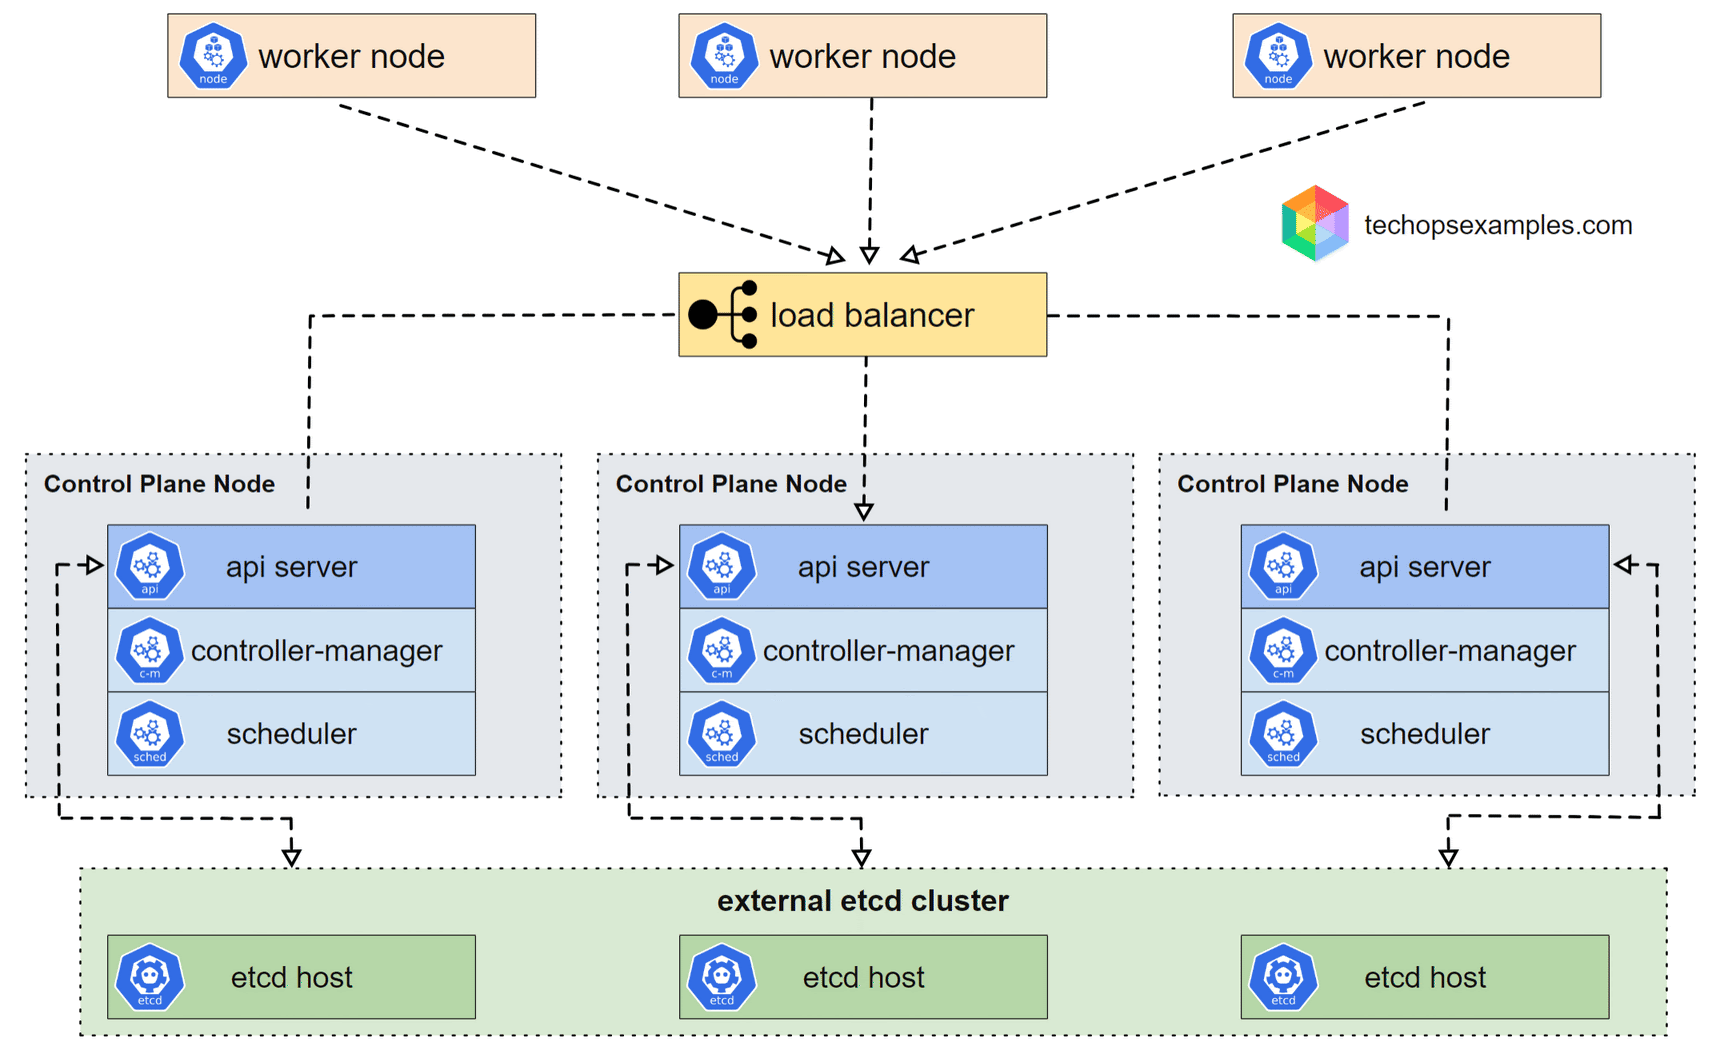 worker node
node
worker node
node
worker node
node
techopsexamples.com
load balancer
Control Plane Node
api server
api
controller-manager
c-m
scheduler
sched
Control Plane Node
api server
api
controller-manager
c-m
scheduler
sched
Control Plane Node
api server
api
controller-manager
c-m
scheduler
sched
external etcd cluster
etcd host
etcd
etcd host
etcd
etcd host
etcd